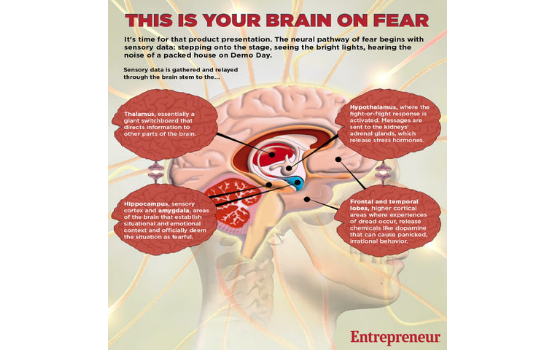 THIS IS YOUR BRAIN ON FEAR
It's time for that product presentation. The neural pathway of fear begins with
sensory data: stepping onto the stage, seeing the bright lights, hearing the
noise of a packed house on Demo Day.
Sensory data is gathered and relayed
through the brain stem to the...
Thalamus, essentially a
giant switchboard that
directs information to
other parts of the brain.
Hypothalamus, where the
fight-or-flight response is
activated. Messages are
sent to the kidneys'
adrenal glands, which
release stress hormones.
Hippocampus, sensory
cortex and amygdala, areas
of the brain that establish
situational and emotional
context and officially deem
the situation as fearful.
Frontal and temporal
lobes, higher cortical
areas where experiences
of dread occur, release
chemicals like dopamine
that can cause panicked,
irrational behavior.
Entrepreneur